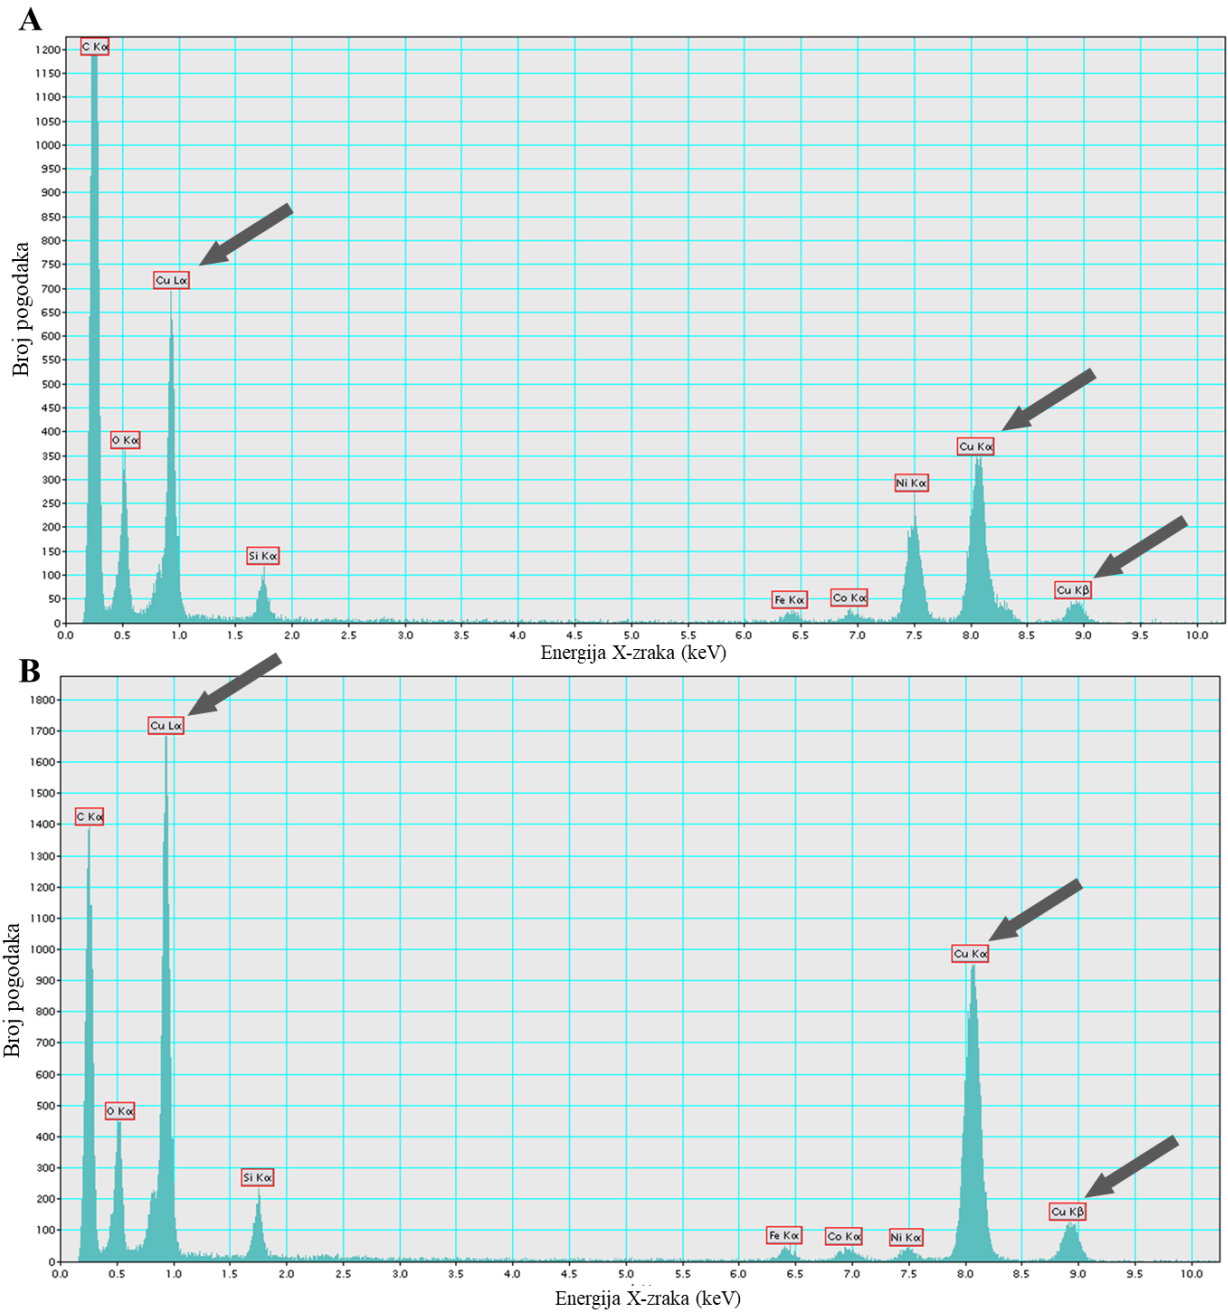 A
1200
1150
1100
1050
1000
950
900
850
800
750
700
650
600
550
500
450
400
350
300
250
200
150
100
50
0
Broj pogodaka
C Kα
O Kα
Cu Lα
Si Kα
Fe Kα
Co Kα
Ni Kα
Cu Kα
Cu Kβ
0.0 0.5 1.0 1.5 2.0 2.5 3.0 3.5 4.0 4.5 5.0 5.5 6.0 6.5 7.0 7.5 8.0 8.5 9.0 9.5 10.0
Energija X-zraka (keV)
B
1800
1700
1600
1500
1400
1300
1200
1100
1000
900
800
700
600
500
400
300
200
100
0
Broj pogodaka
C Kα
O Kα
Cu Lα
Si Kα
Fe Kα
Co Kα
Ni Kα
Cu Kα
Cu Kβ
0.0 0.5 1.0 1.5 2.0 2.5 3.0 3.5 4.0 4.5 5.0 5.5 6.0 6.5 7.0 7.5 8.0 8.5 9.0 9.5 10.0
Energija X-zraka (keV)